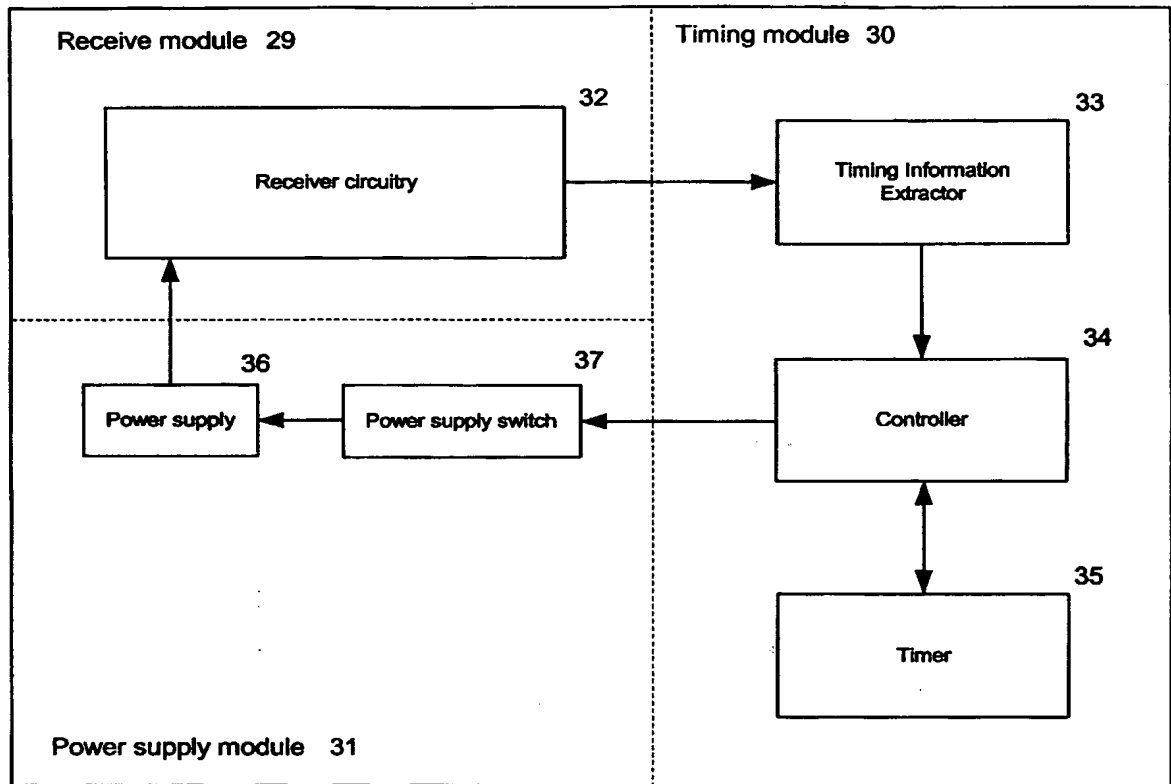 Receive module 29
Timing module 30
32
Receiver circuitry
33
Timing Information
Extractor
36
Power supply
37
Power supply switch
34
Controller
35
Timer
Power supply module 31